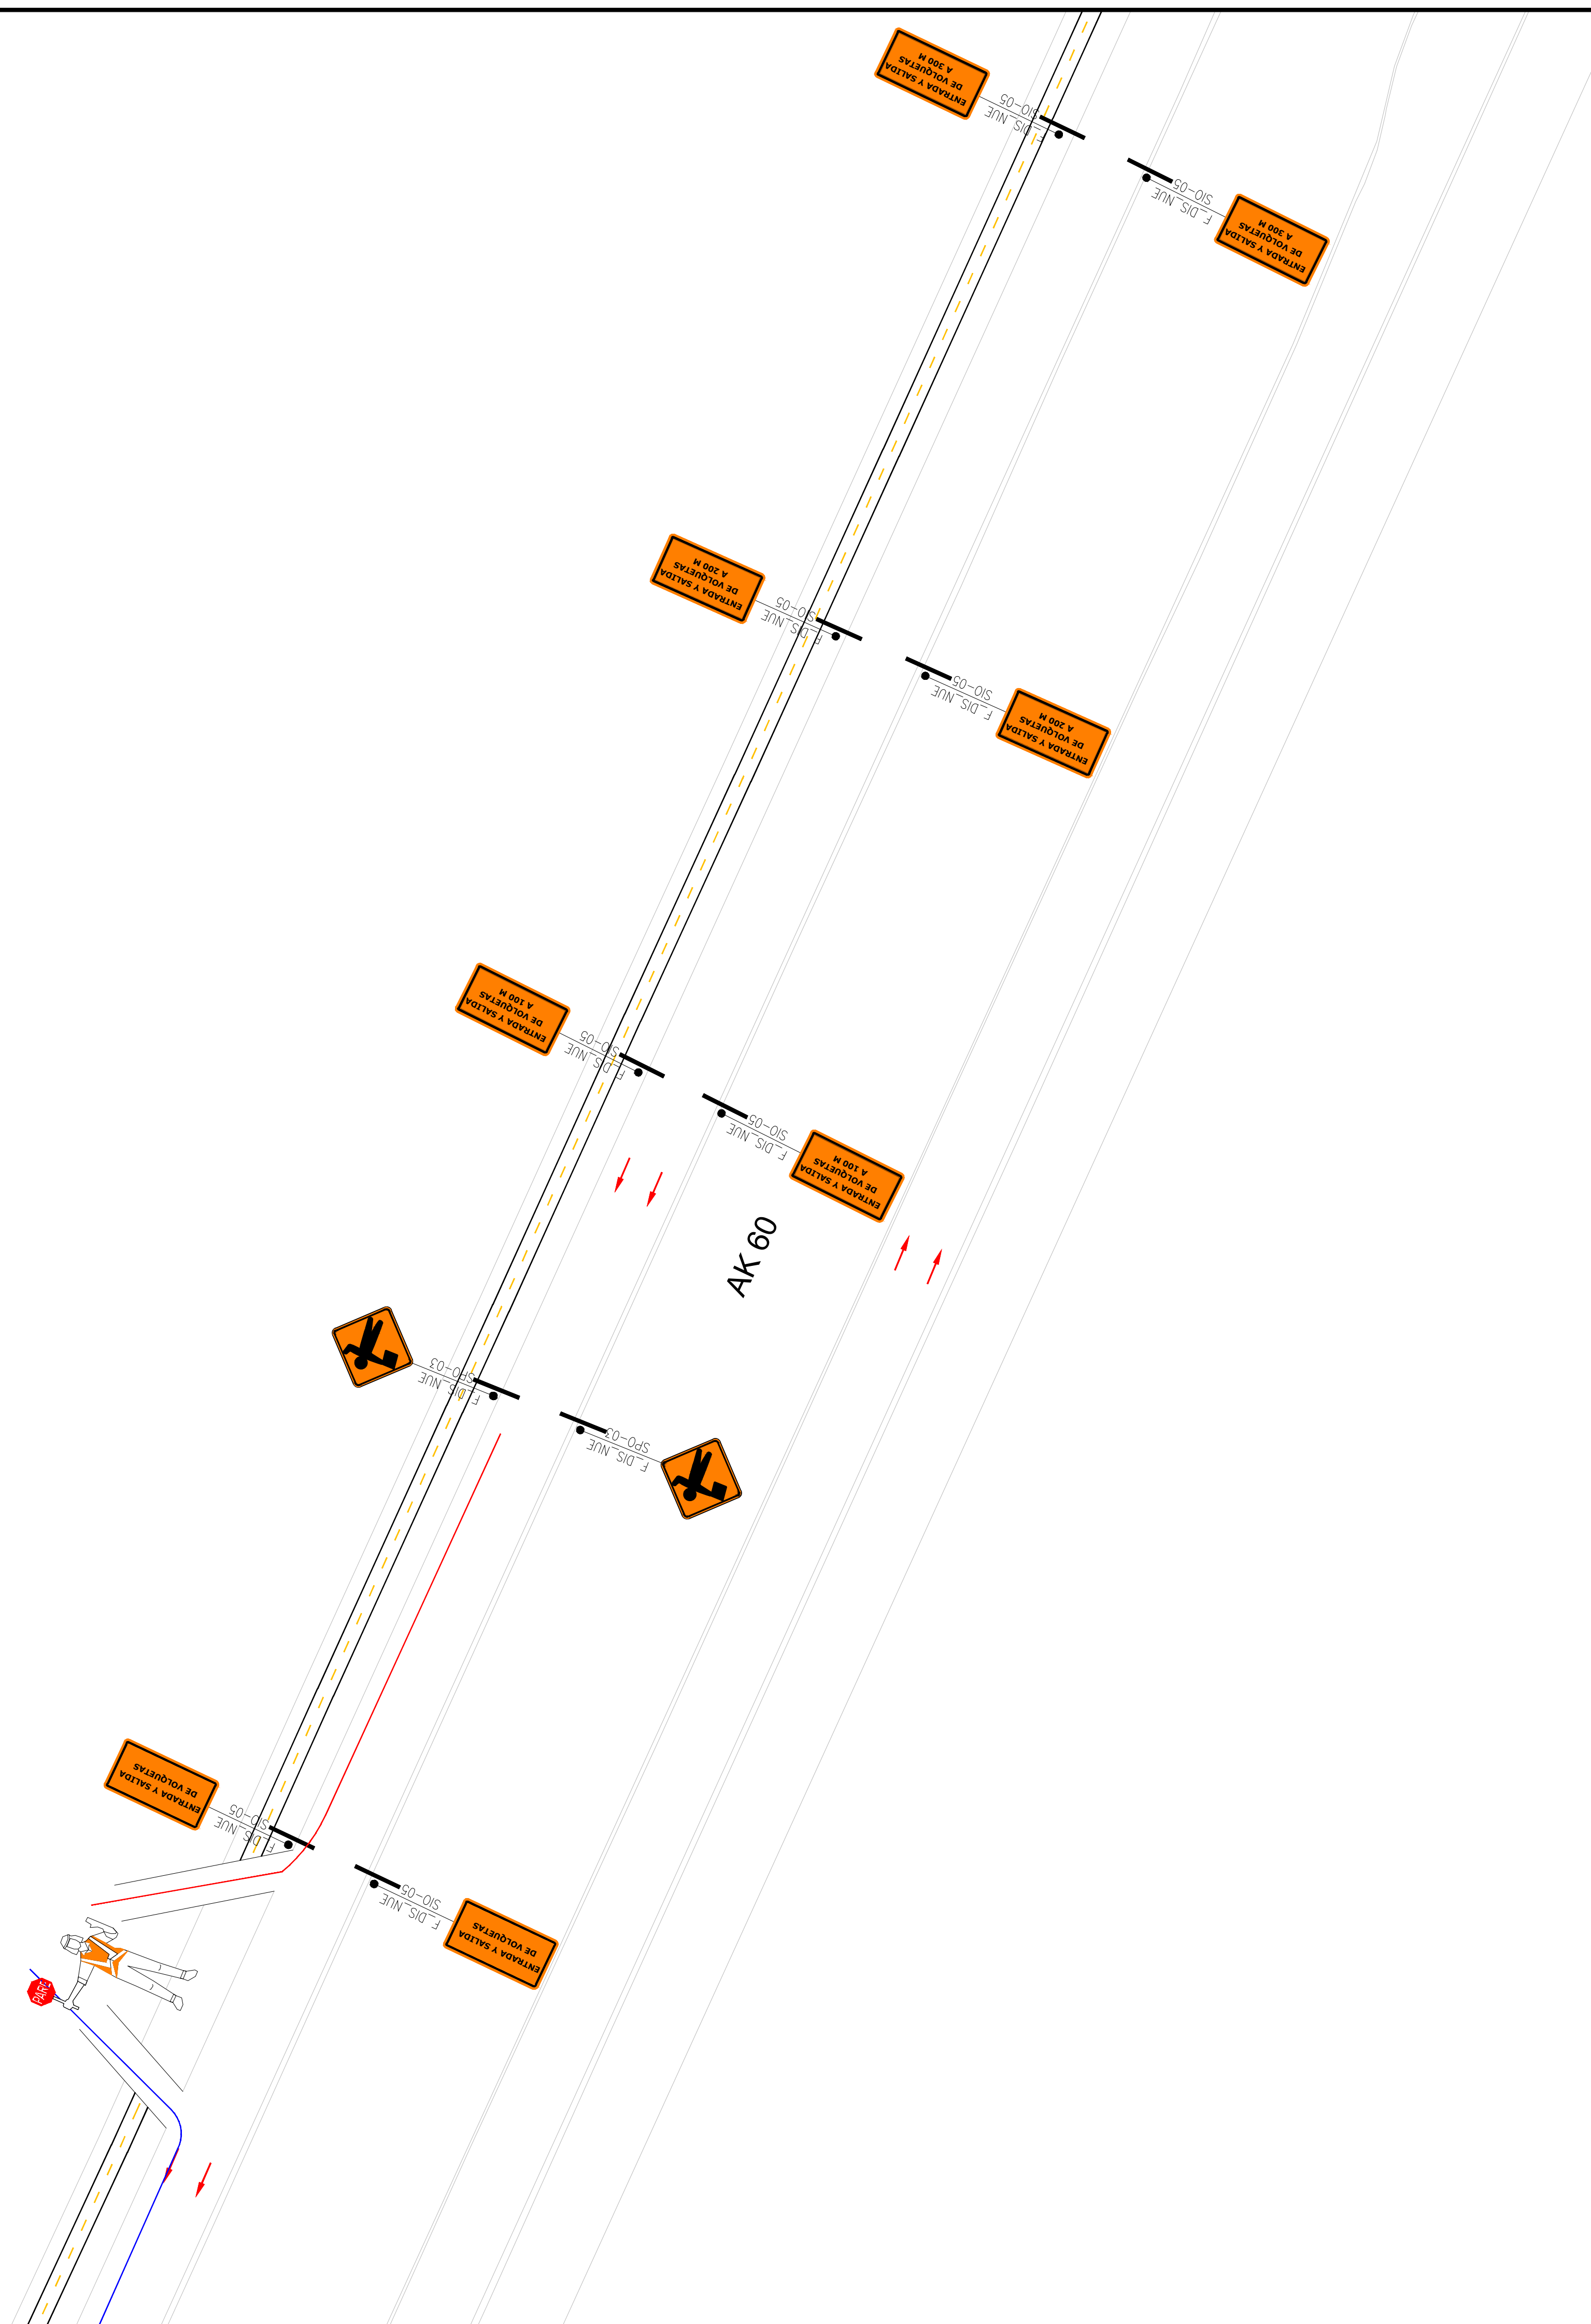 ENTRADA Y SALIDA
DE VOLQUETAS
A 300 M
F_DIS_NUE
SIO-05
F_DIS_NUE
SIO-05
ENTRADA Y SALIDA
DE VOLQUETAS
A 300 M
ENTRADA Y SALIDA
DE VOLQUETAS
A 200 M
F_DIS_NUE
SIO-05
F_DIS_NUE
SIO-05
ENTRADA Y SALIDA
DE VOLQUETAS
A 200 M
ENTRADA Y SALIDA
DE VOLQUETAS
A 100 M
F_DIS_NUE
SIO-05
F_DIS_NUE
SIO-05
ENTRADA Y SALIDA
DE VOLQUETAS
A 100 M
AK 60
F_DIS_NUE
SPO-03
F_DIS_NUE
SPO-03
ENTRADA Y SALIDA
DE VOLQUETAS
F_DIS_NUE
SIO-05
F_DIS_NUE
SIO-05
ENTRADA Y SALIDA
DE VOLQUETAS
PARE